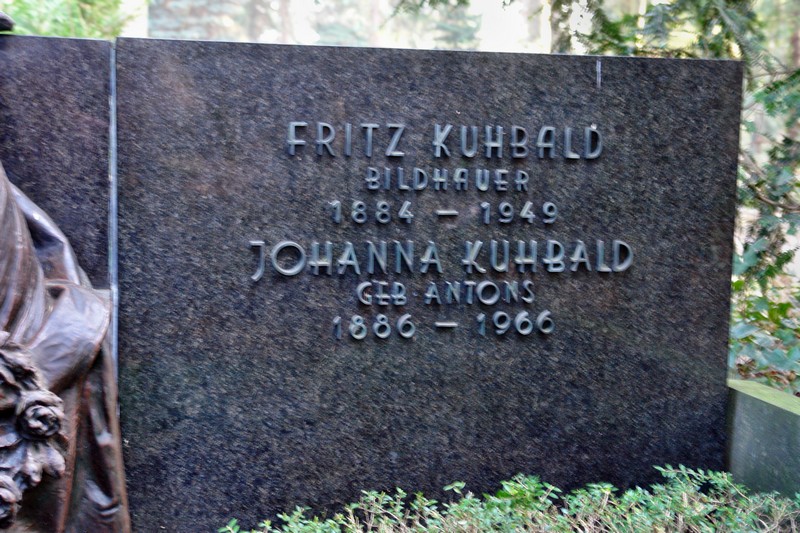 FRITZ KUHBALD
BILDHAUER
1884 – 1949
JOHANNA KUHBALD
GEB ANTONS
1886 – 1966